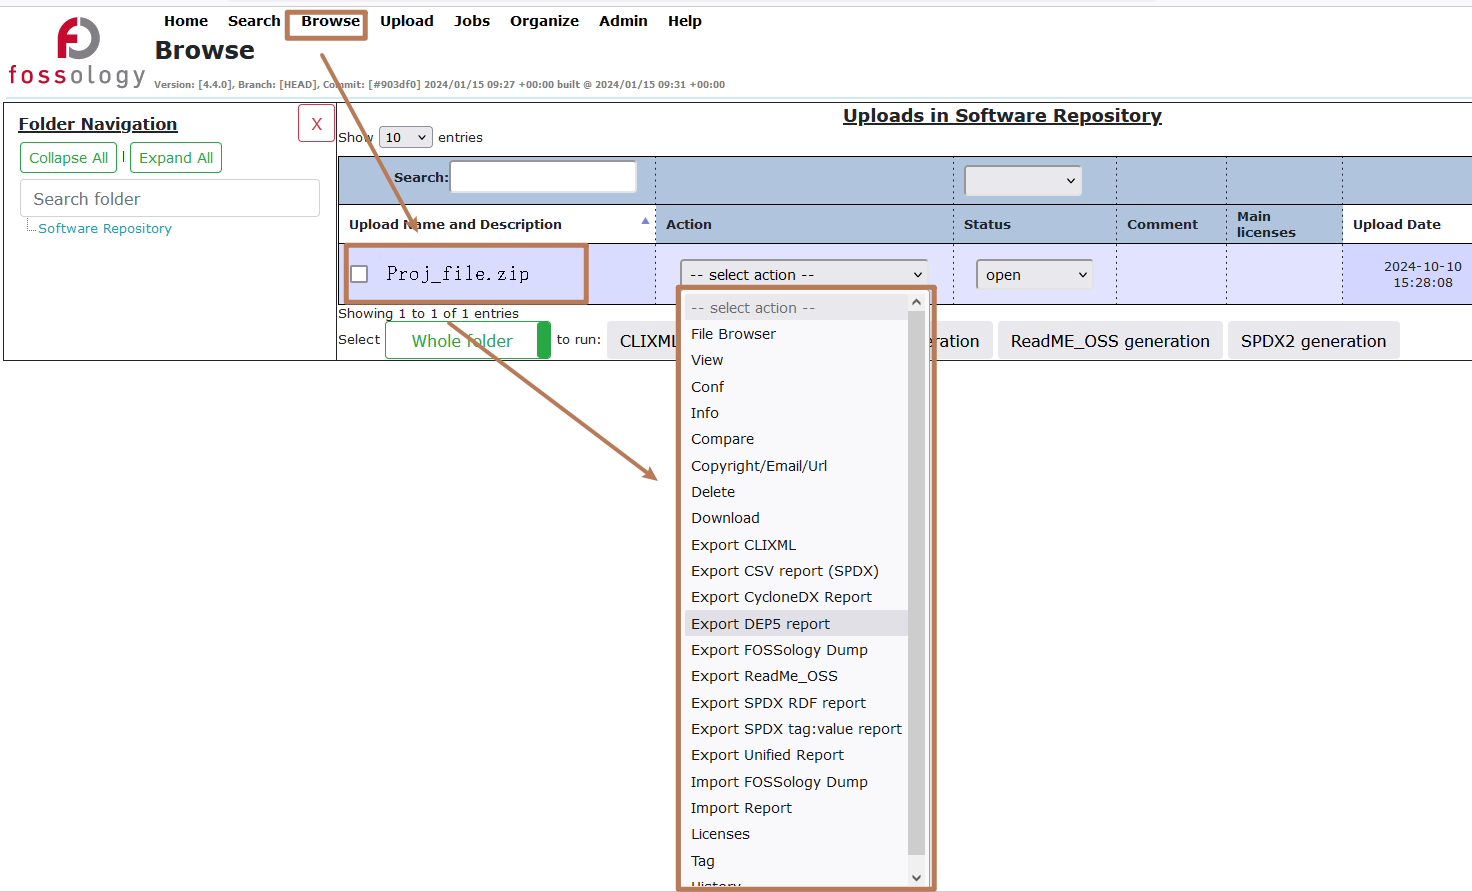 Home Search Browse Upload Jobs Organize Admin Help
Browse
fossology
Version: [4.4.0], Branch: [HEAD], Commit: [#903df0] 2024/01/15 09:27 +00:00 built @ 2024/01/15 09:31 +00:00
Folder Navigation
X
Collapse All | Expand All
Search folder
Software Repository
Uploads in Software Repository
Show 10 entries
Search:
Upload Name and Description Action Status Comment Main licenses Upload Date
Proj_file.zip
-- select action --
open
2024-10-10
15:28:08
Showing 1 to 1 of 1 entries
Select Whole folder to run: CLIXML eration ReadME_OSS generation SPDX2 generation
-- select action --
File Browser
View
Conf
Info
Compare
Copyright/Email/Url
Delete
Download
Export CLIXML
Export CSV report (SPDX)
Export CycloneDX Report
Export DEP5 report
Export FOSSology Dump
Export ReadMe_OSS
Export SPDX RDF report
Export SPDX tag:value report
Export Unified Report
Import FOSSology Dump
Import Report
Licenses
Tag
History